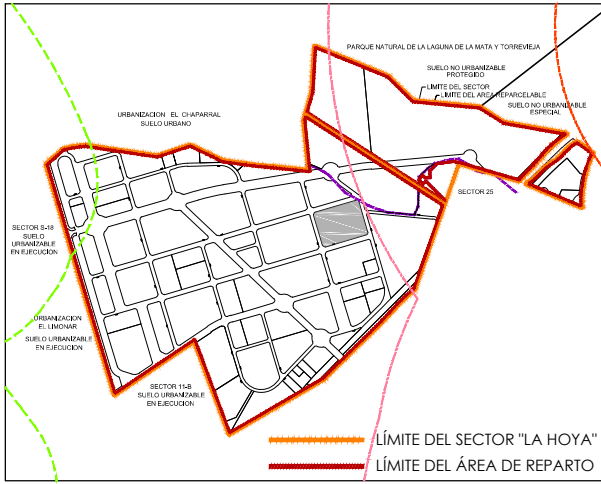 PARQUE NATURAL DE LA LAGUNA DE LA MATA Y TORREVIEJA
SUELO NO URBANIZABLE
PROTEGIDO
LÍMITE DEL SECTOR
LÍMITE DEL AREA REPARCELABLE
SUELO NO URBANIZABLE
ESPECIAL
URBANIZACION EL CHAPARRAL
SUELO URBANO
SECTOR 25
SECTOR S-18
SUELO
URBANIZABLE
EN EJECUCION
URBANIZACION
EL LIMONAR
SUELO URBANIZABLE
EN EJECUCION
SECTOR 11-B
SUELO URBANIZABLE
EN EJECUCION
LÍMITE DEL SECTOR "LA HOYA"
LÍMITE DEL ÁREA DE REPARTO